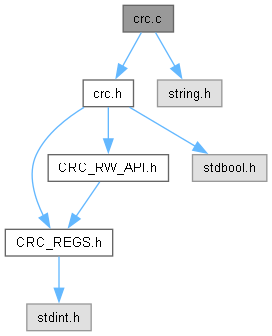 crc.c
crc.h
string.h
CRC_RW_API.h
stdbool.h
CRC_REGS.h
stdint.h